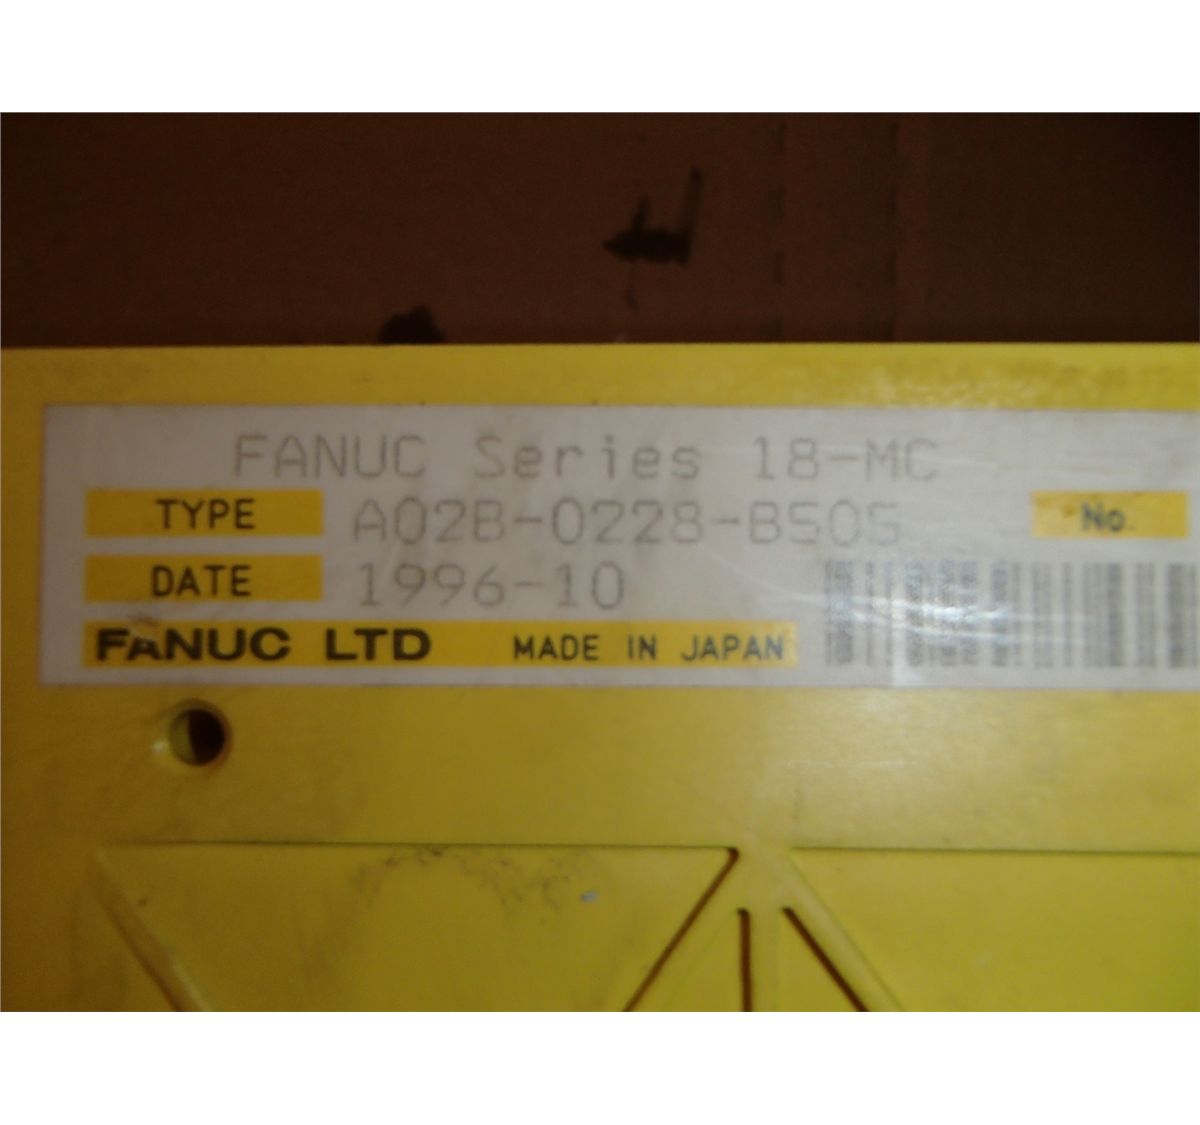 FANUC Series 18-MC
TYPE A02B-0228-B505 No.
DATE 1996-10
FANUC LTD MADE IN JAPAN